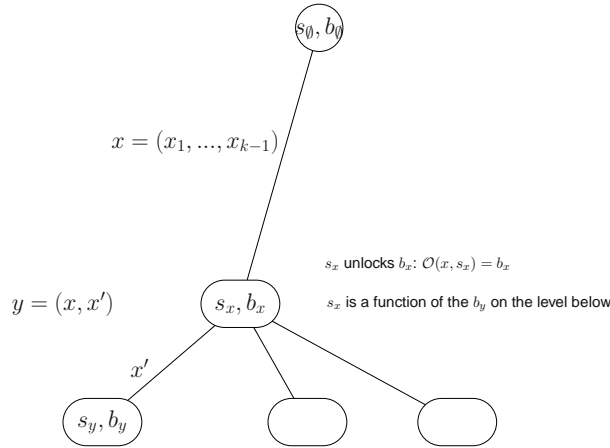 s_∅, b_∅
x = (x_1, ..., x_{k−1})
s_x unlocks b_x: 𝒪(x, s_x) = b_x
y = (x, x′)
s_x, b_x
s_x is a function of the b_y on the level below
x′
s_y, b_y